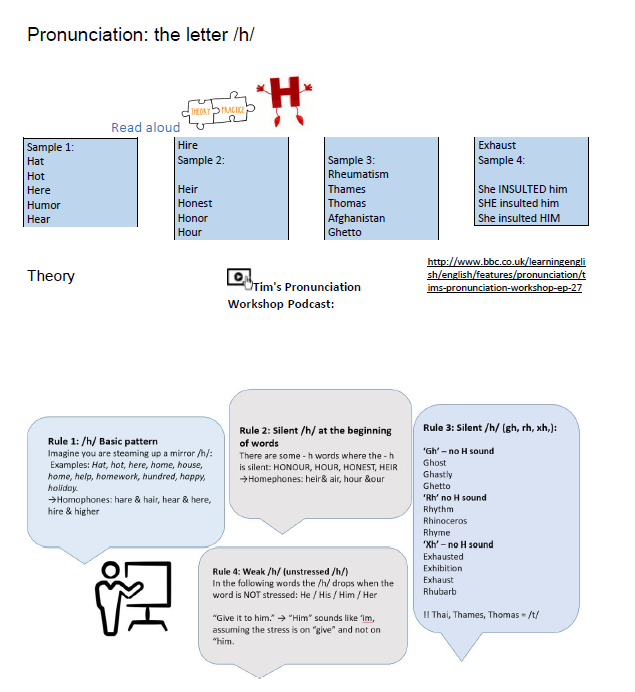 Pronunciation: the letter /h/
THEORY PRACTICE
H
Read aloud
Sample 1:
Hat
Hot
Here
Humor
Hear
Hire
Sample 2:
Heir
Honest
Honor
Hour
Sample 3:
Rheumatism
Thames
Thomas
Afghanistan
Ghetto
Exhaust
Sample 4:
She INSULTED him
SHE insulted him
She insulted HIM
Theory
Tim's Pronunciation
Workshop Podcast:
http://www.bbc.co.uk/learningengli
sh/english/features/pronunciation/t
ims-pronunciation-workshop-ep-27
Rule 1: /h/ Basic pattern
Imagine you are steaming up a mirror /h/:
Examples: Hat, hot, here, home, house,
home, help, homework, hundred, happy,
holiday.
→Homophones: hare & hair, hear & here,
hire & higher
Rule 2: Silent /h/ at the beginning
of words
There are some - h words where the - h
is silent: HONOUR, HOUR, HONEST, HEIR
→Homephones: heir& air, hour &our
Rule 3: Silent /h/ (gh, rh, xh,):
‘Gh’ – no H sound
Ghost
Ghastly
Ghetto
‘Rh’ no H sound
Rhythm
Rhinoceros
Rhyme
‘Xh’ – no H sound
Exhausted
Exhibition
Exhaust
Rhubarb
!! Thai, Thames, Thomas = /t/
Rule 4: Weak /h/ (unstressed /h/)
In the following words the /h/ drops when the
word is NOT stressed: He / His / Him / Her
“Give it to him.” → “Him” sounds like ‘im,
assuming the stress is on “give” and not on
“him.